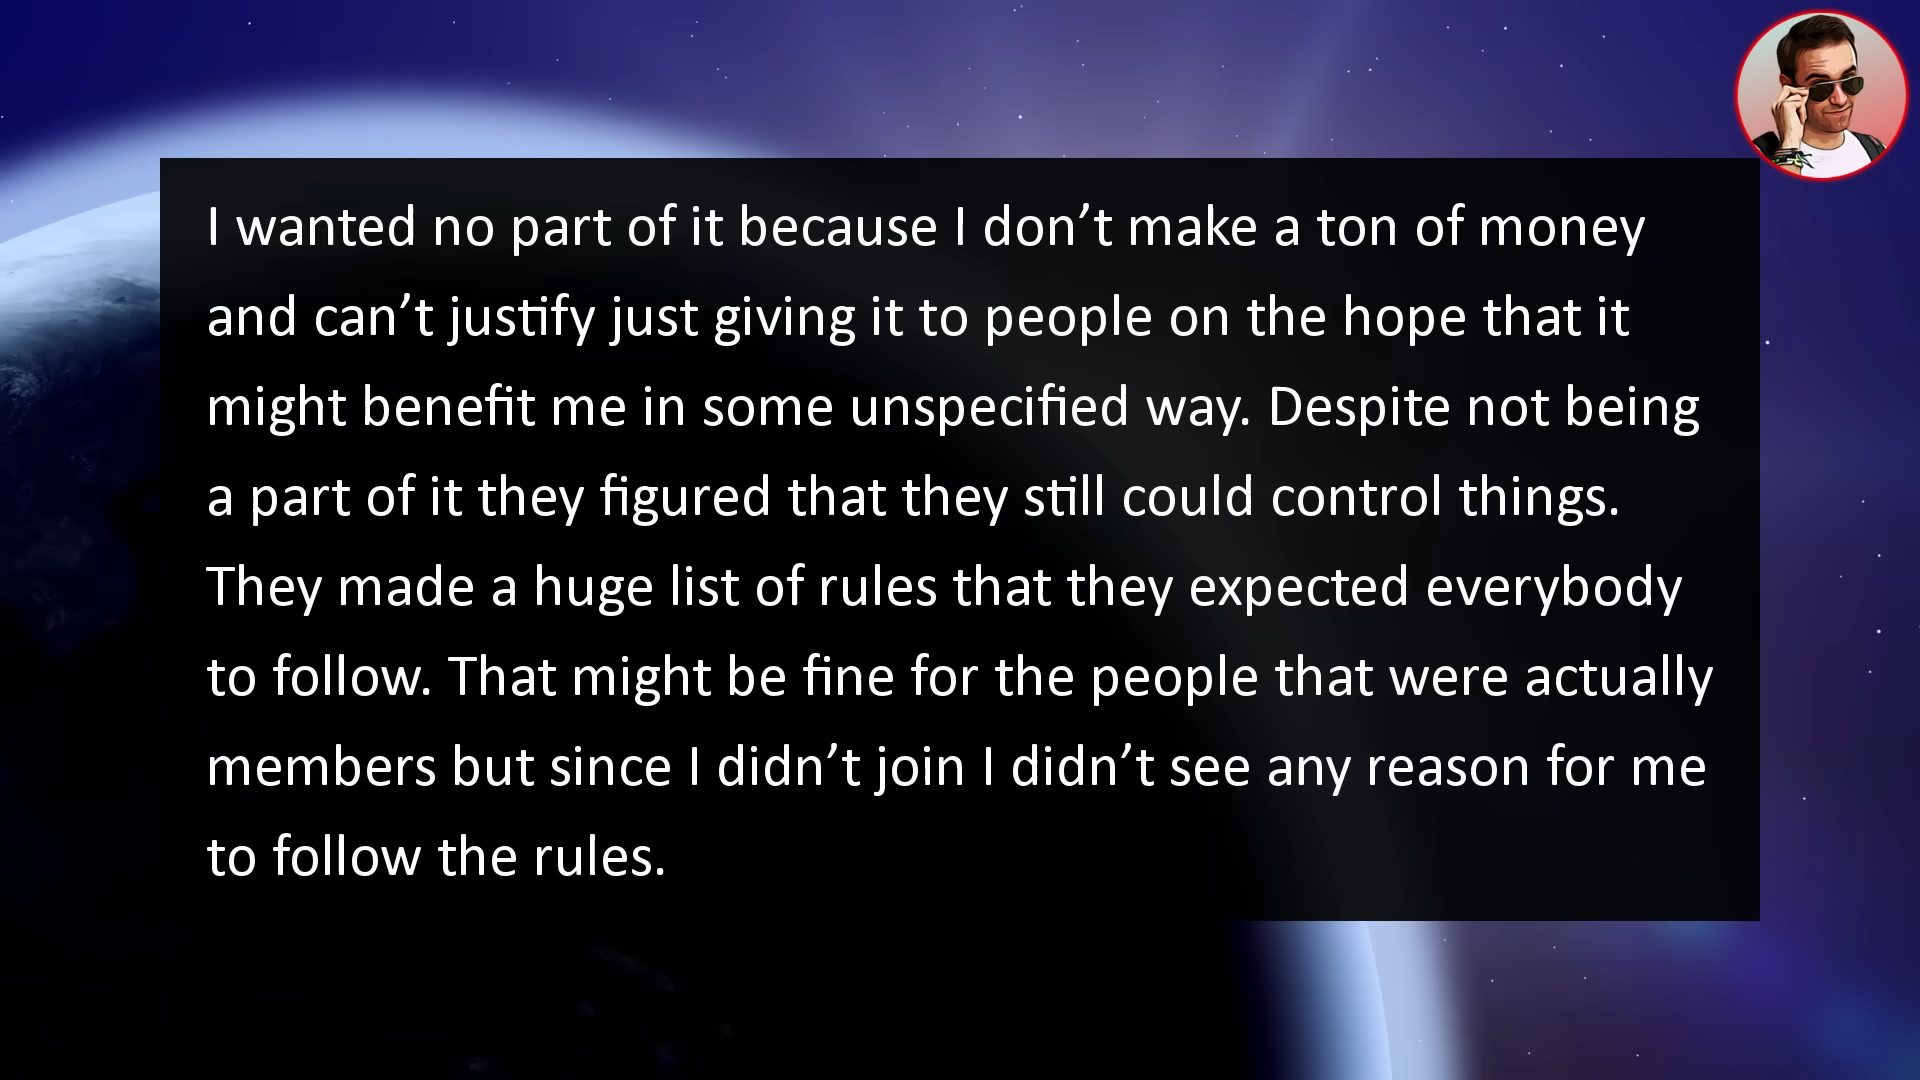 I wanted no part of it because I don’t make a ton of money
and can’t justify just giving it to people on the hope that it
might benefit me in some unspecified way. Despite not being
a part of it they figured that they still could control things.
They made a huge list of rules that they expected everybody
to follow. That might be fine for the people that were actually
members but since I didn’t join I didn’t see any reason for me
to follow the rules.